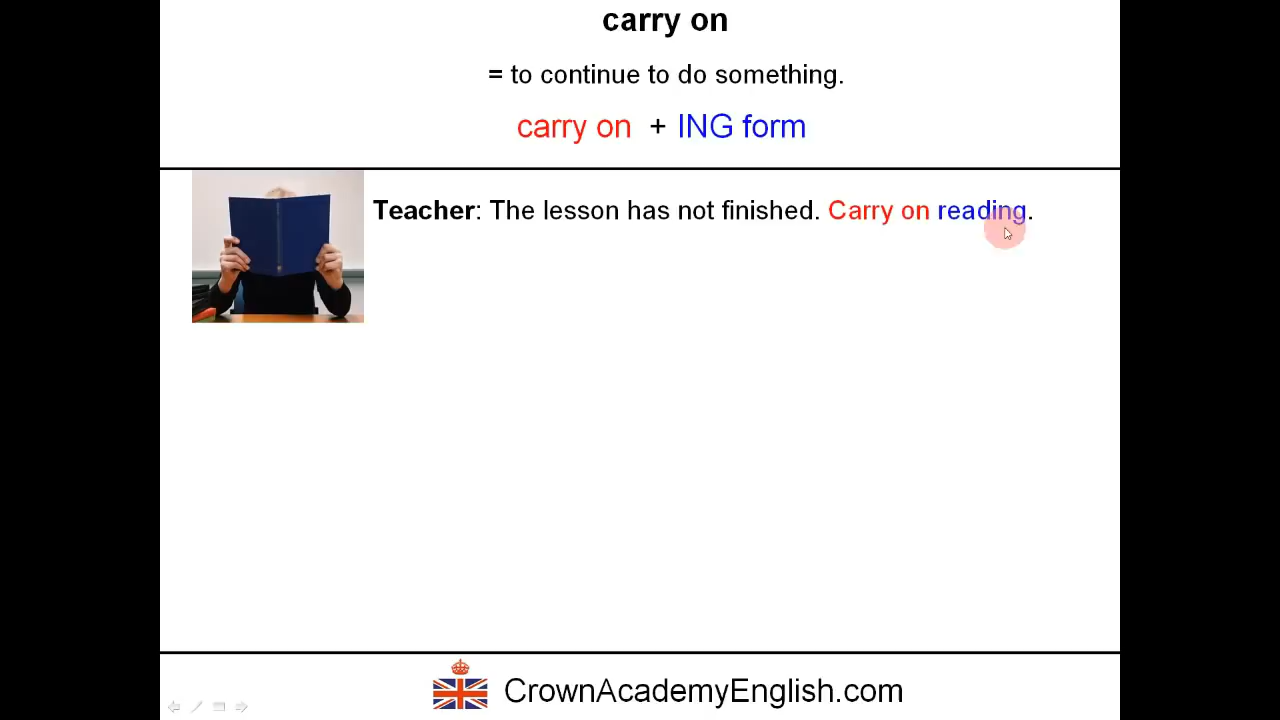 carry on
= to continue to do something.
carry on + ING form
Teacher: The lesson has not finished. Carry on reading.
CrownAcademyEnglish.com